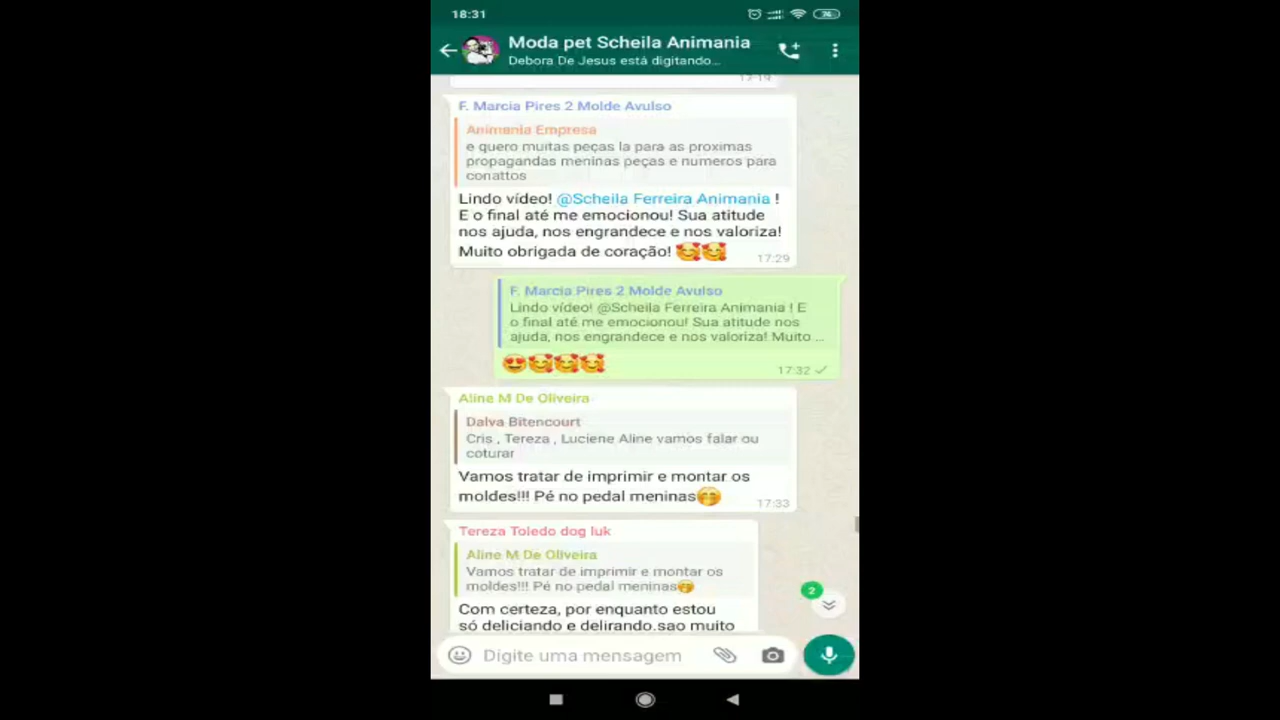 18:31
76
Moda pet Scheila Animania
Debora De Jesus está digitando...
17:19
F. Marcia Pires 2 Molde Avulso
Animania Empresa
e quero muitas peças la para as proximas
propagandas meninas peças e numeros para
conattos
Lindo vídeo! @Scheila Ferreira Animania !
E o final até me emocionou! Sua atitude
nos ajuda, nos engrandece e nos valoriza!
Muito obrigada de coração! 🥰🥰
17:29
F. Marcia Pires 2 Molde Avulso
Lindo vídeo! @Scheila Ferreira Animania ! E
o final até me emocionou! Sua atitude nos
ajuda, nos engrandece e nos valoriza! Muito ...
😍🥰🥰🥰
17:32
Aline M De Oliveira
Dalva Bitencourt
Cris , Tereza , Luciene Aline vamos falar ou
coturar
Vamos tratar de imprimir e montar os
moldes!!! Pé no pedal meninas🤭
17:33
Tereza Toledo dog luk
Aline M De Oliveira
Vamos tratar de imprimir e montar os
moldes!!! Pé no pedal meninas🤭
2
Com certeza, por enquanto estou
só deliciando e delirando.sao muito
Digite uma mensagem